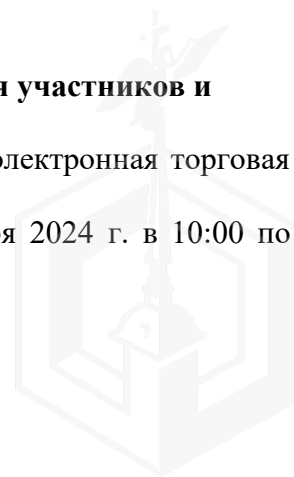 я участников и
электронная торговая
я 2024 г. в 10:00 по